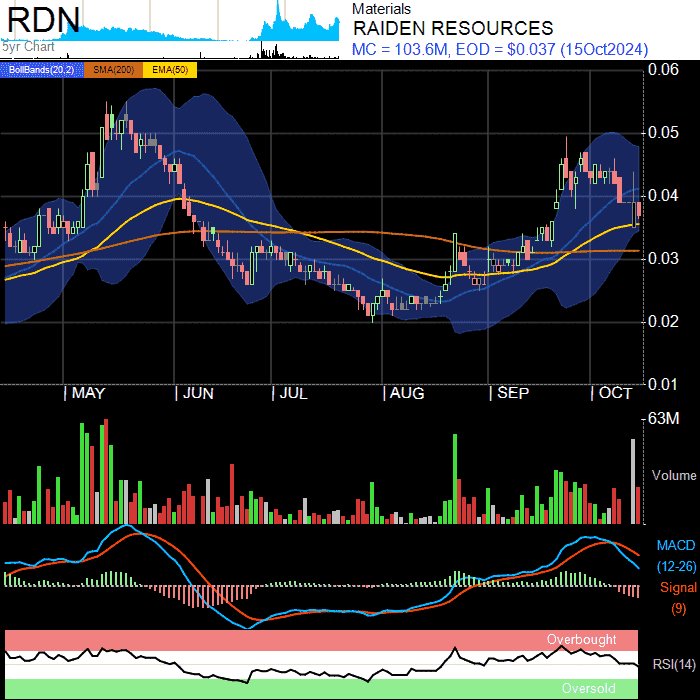 RDN
5yr Chart
Materials
RAIDEN RESOURCES
MC = 103.6M, EOD = $0.037 (15Oct2024)
BollBands(20,2) SMA(200) EMA(50)
0.06
0.05
0.04
0.03
0.02
0.01
| MAY | JUN | JUL | AUG | SEP | OCT
63M
Volume
MACD
(12-26)
Signal
(9)
Overbought
RSI(14)
Oversold